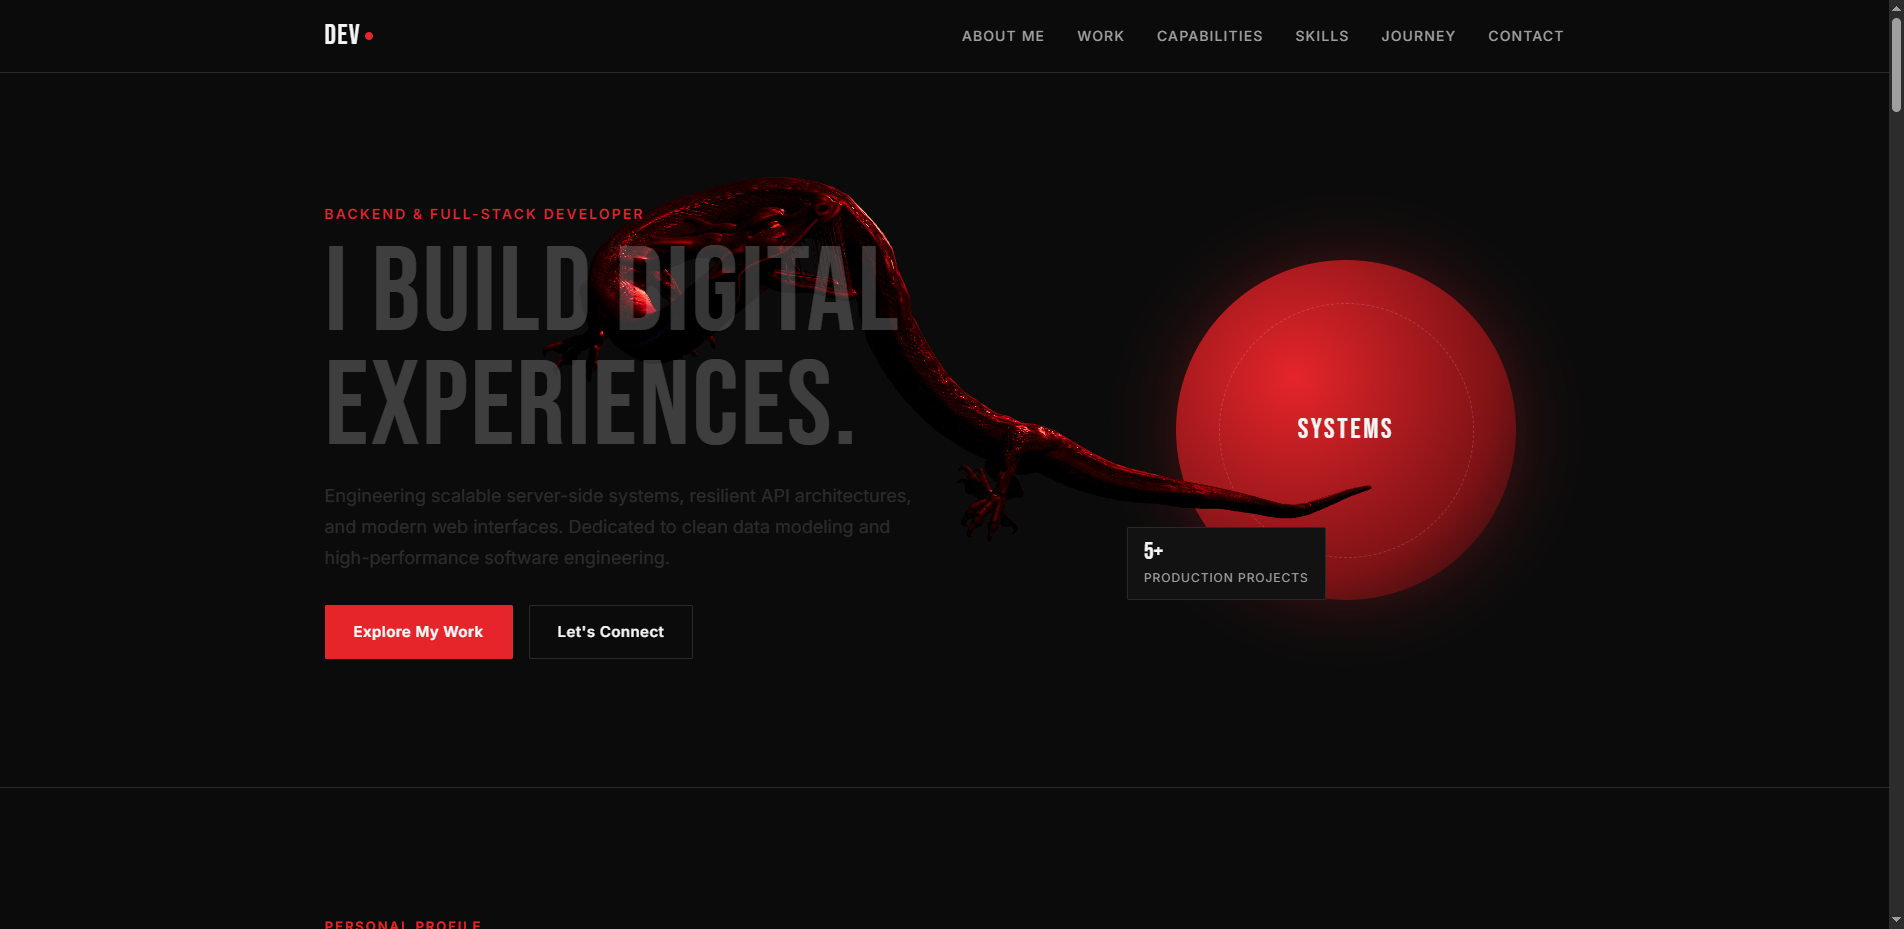 DEV
ABOUT ME WORK CAPABILITIES SKILLS JOURNEY CONTACT
BACKEND & FULL-STACK DEVELOPER
I BUILD DIGITAL
EXPERIENCES.
Engineering scalable server-side systems, resilient API architectures,
and modern web interfaces. Dedicated to clean data modeling and
high-performance software engineering.
Explore My Work
Let's Connect
SYSTEMS
5+
PRODUCTION PROJECTS
PERSONAL PROFILE